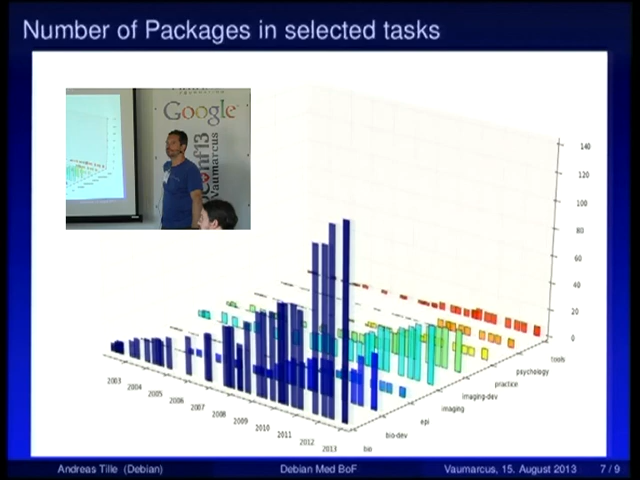 Number of Packages in selected tasks
Google
Conf13
Vaumarcus
140
120
100
80
60
40
20
0
tools
psychology
practice
imaging-dev
imaging
epi
bio-dev
bio
2003
2004
2005
2006
2007
2008
2009
2010
2011
2012
2013
Andreas Tille (Debian)
Debian Med BoF
Vaumarcus, 15. August 2013
7 / 9